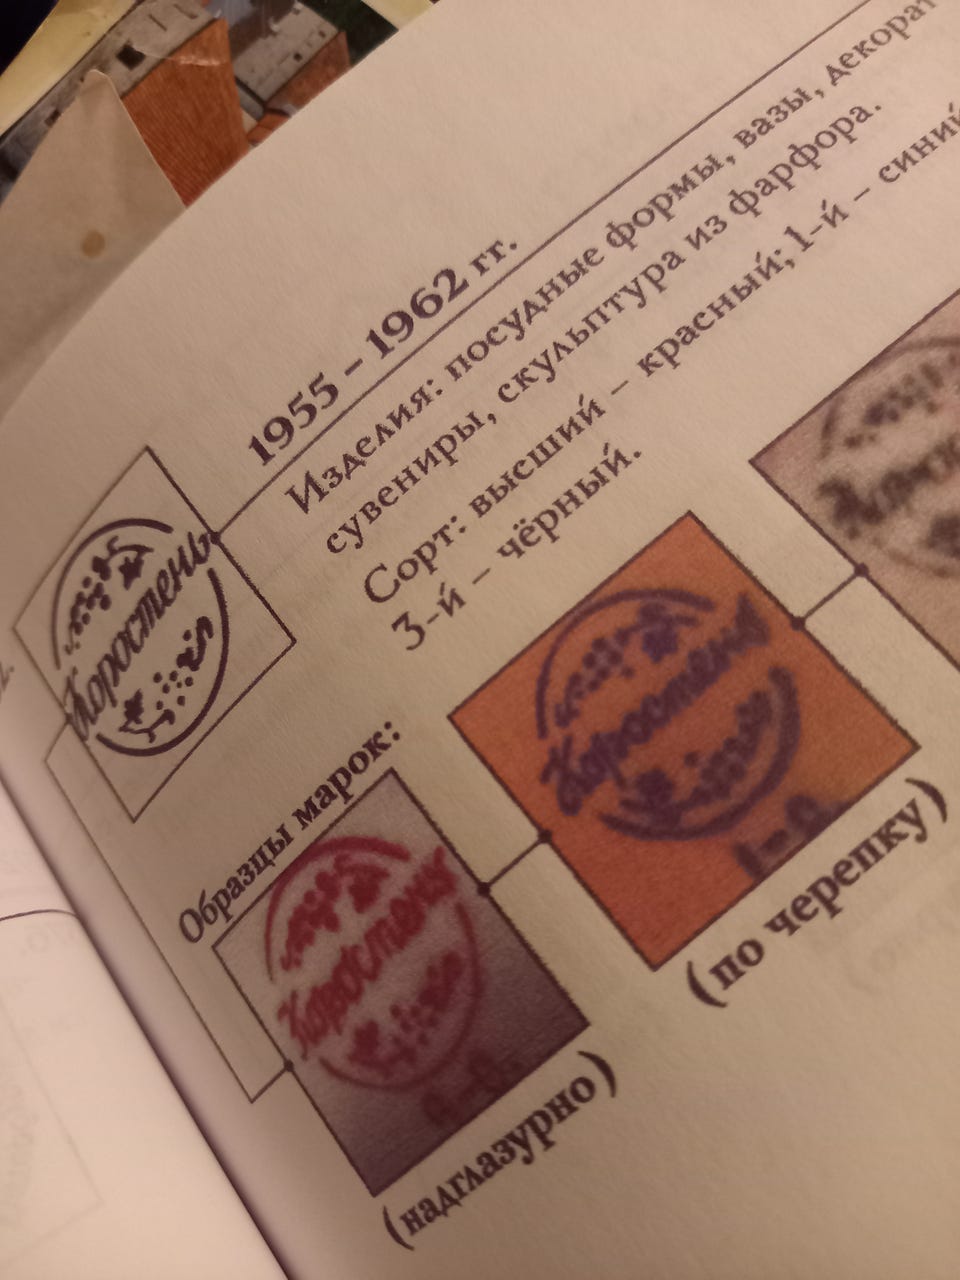 1955 – 1962 гг.
Изделия: посудные формы, вазы, декорат
сувениры, скульптура из фарфора.
Сорт: высший – красный; 1-й – синий
3-й – чёрный.
Коростень
Образцы марок:
Коростень
(надглазурно)
Коростень
(по черепку)